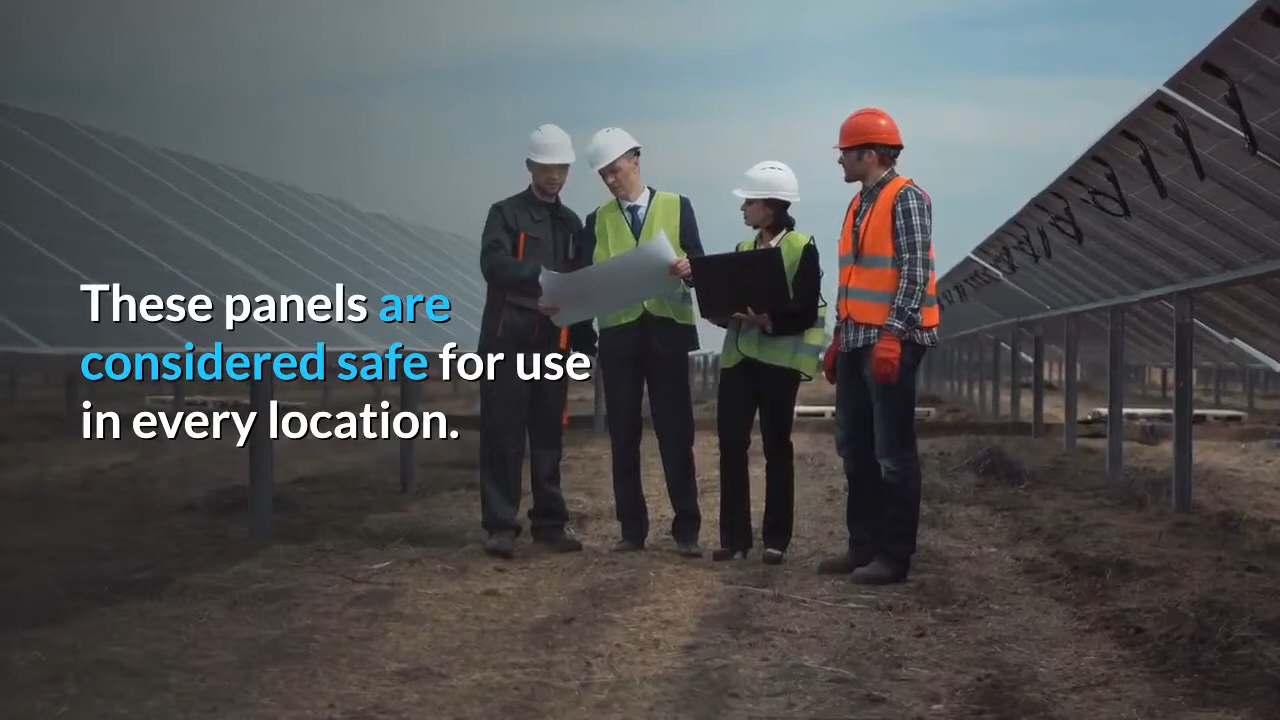 These panels are
considered safe for use
in every location.